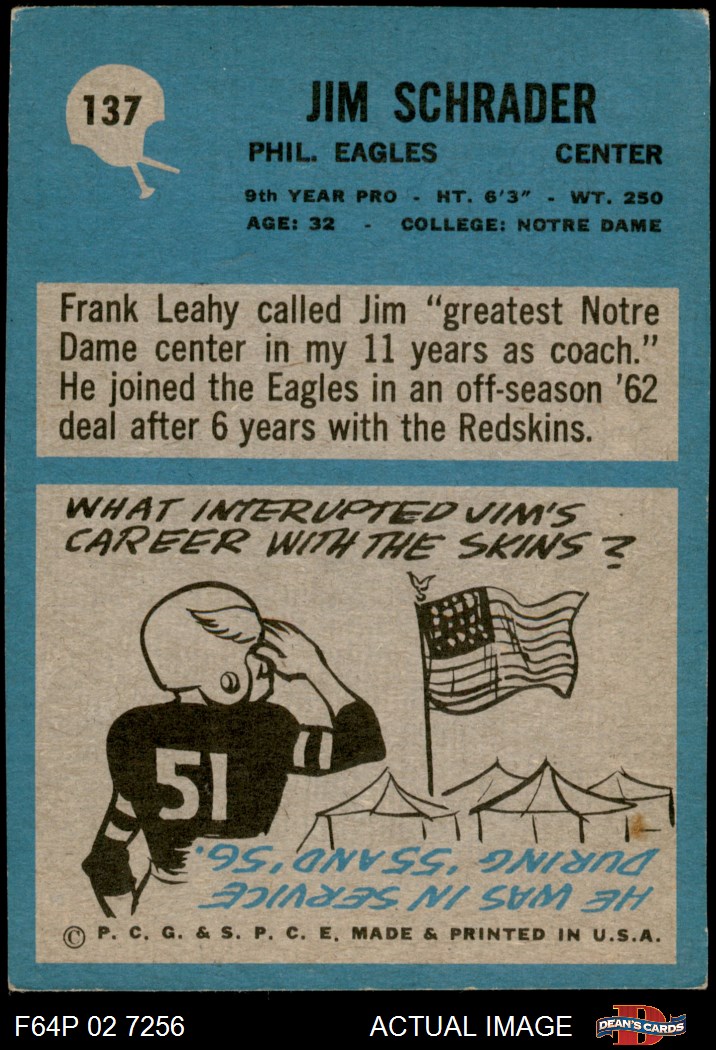 137
JIM SCHRADER
PHIL. EAGLES CENTER
9th YEAR PRO - HT. 6'3" - WT. 250
AGE: 32 - COLLEGE: NOTRE DAME
Frank Leahy called Jim "greatest Notre
Dame center in my 11 years as coach."
He joined the Eagles in an off-season '62
deal after 6 years with the Redskins.
WHAT INTERUPTED JIM'S
CAREER WITH THE SKINS?
51
HE WAS IN SERVICE
DURING '55 AND '56.
© P. C. G. & S. P. C. E. MADE & PRINTED IN U.S.A.
F64P 02 7256 ACTUAL IMAGE
D
DEAN'S CARDS